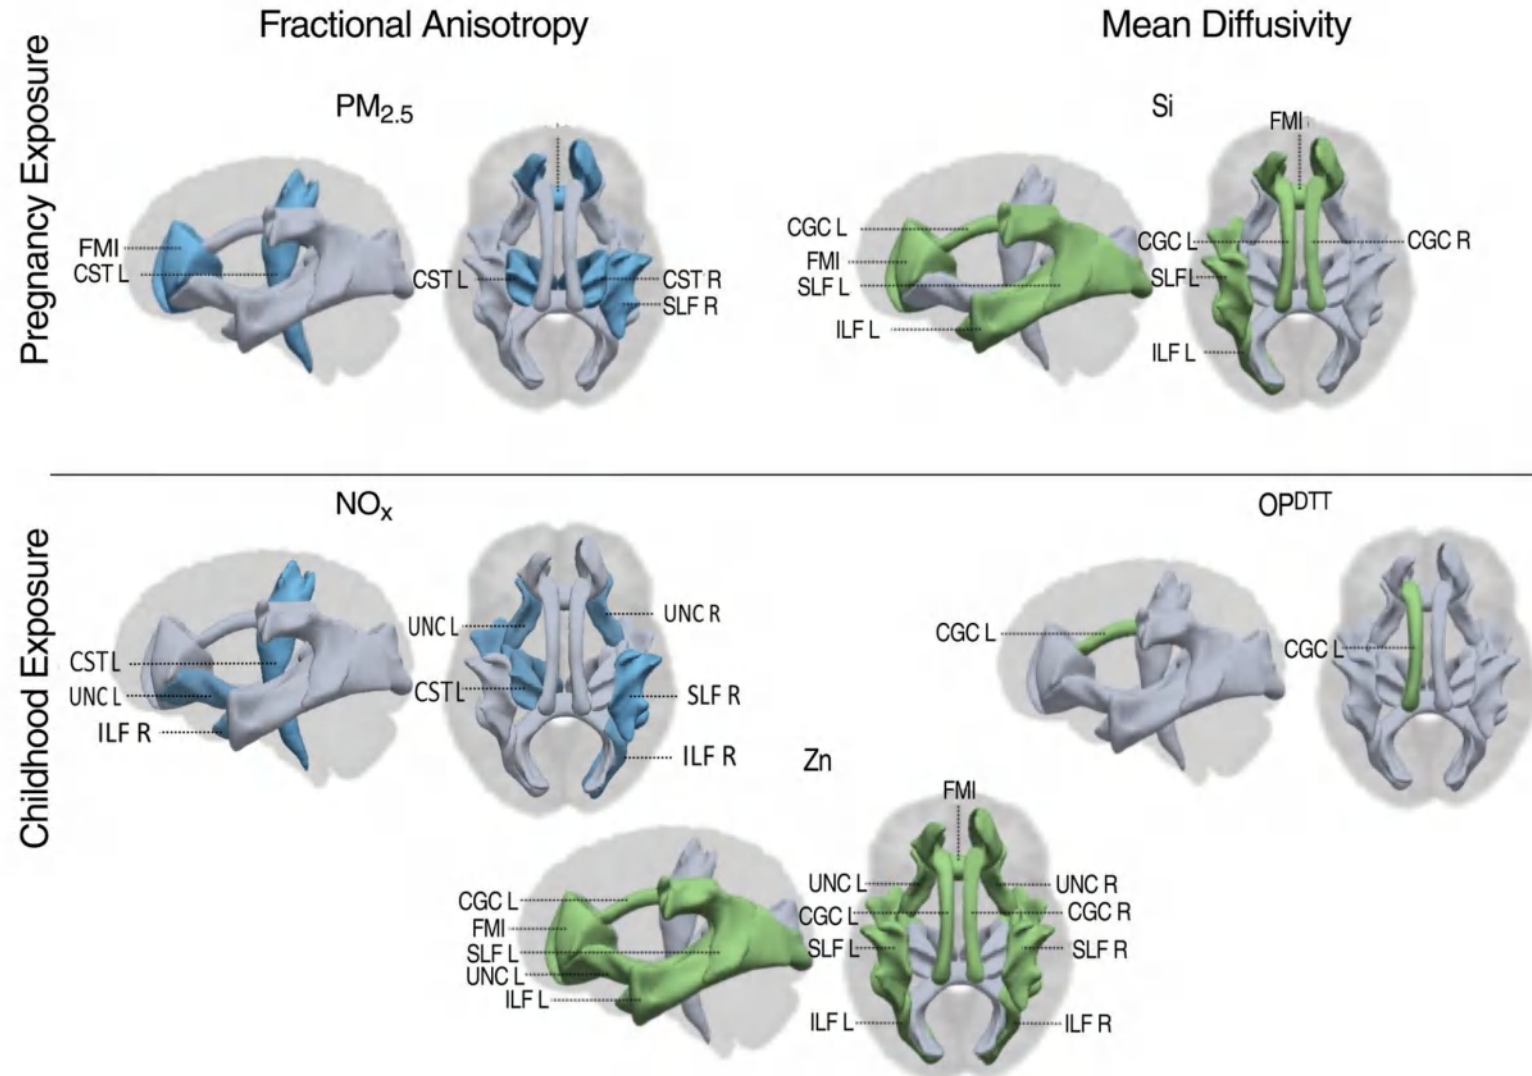 Fractional Anisotropy
Mean Diffusivity
Pregnancy Exposure
PM2.5
FMI
CST L
CST L
CST R
SLF R
Si
CGC L
FMI
SLF L
ILF L
FMI
CGC L
CGC R
SLF L
ILF L
Childhood Exposure
NOx
CST L
UNC L
ILF R
UNC L
UNC R
CST L
SLF R
ILF R
OPDTT
CGC L
CGC L
Zn
CGC L
FMI
SLF L
UNC L
ILF L
FMI
UNC L
UNC R
CGC L
CGC R
SLF L
SLF R
ILF L
ILF R